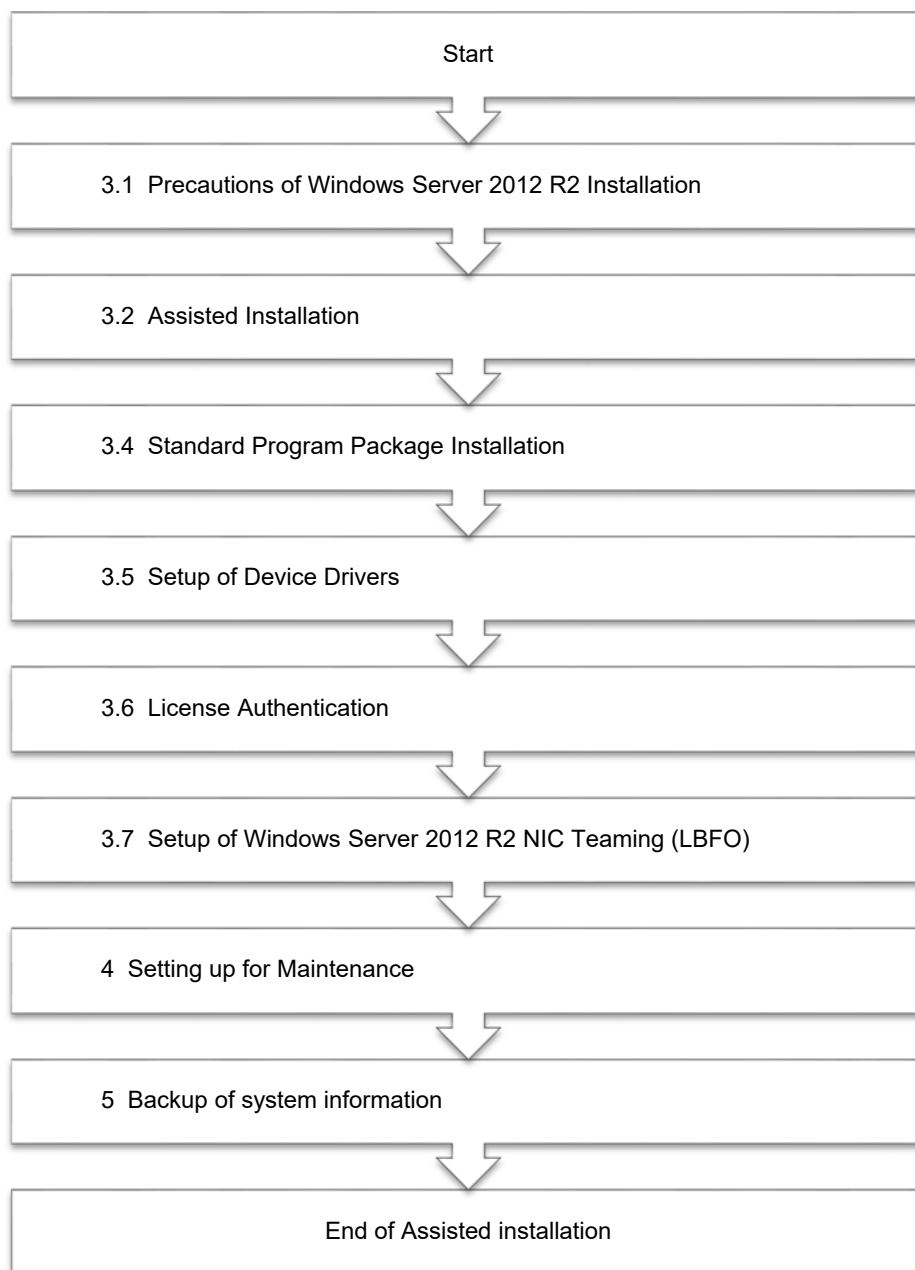 Start
3.1 Precautions of Windows Server 2012 R2 Installation
3.2 Assisted Installation
3.4 Standard Program Package Installation
3.5 Setup of Device Drivers
3.6 License Authentication
3.7 Setup of Windows Server 2012 R2 NIC Teaming (LBFO)
4 Setting up for Maintenance
5 Backup of system information
End of Assisted installation